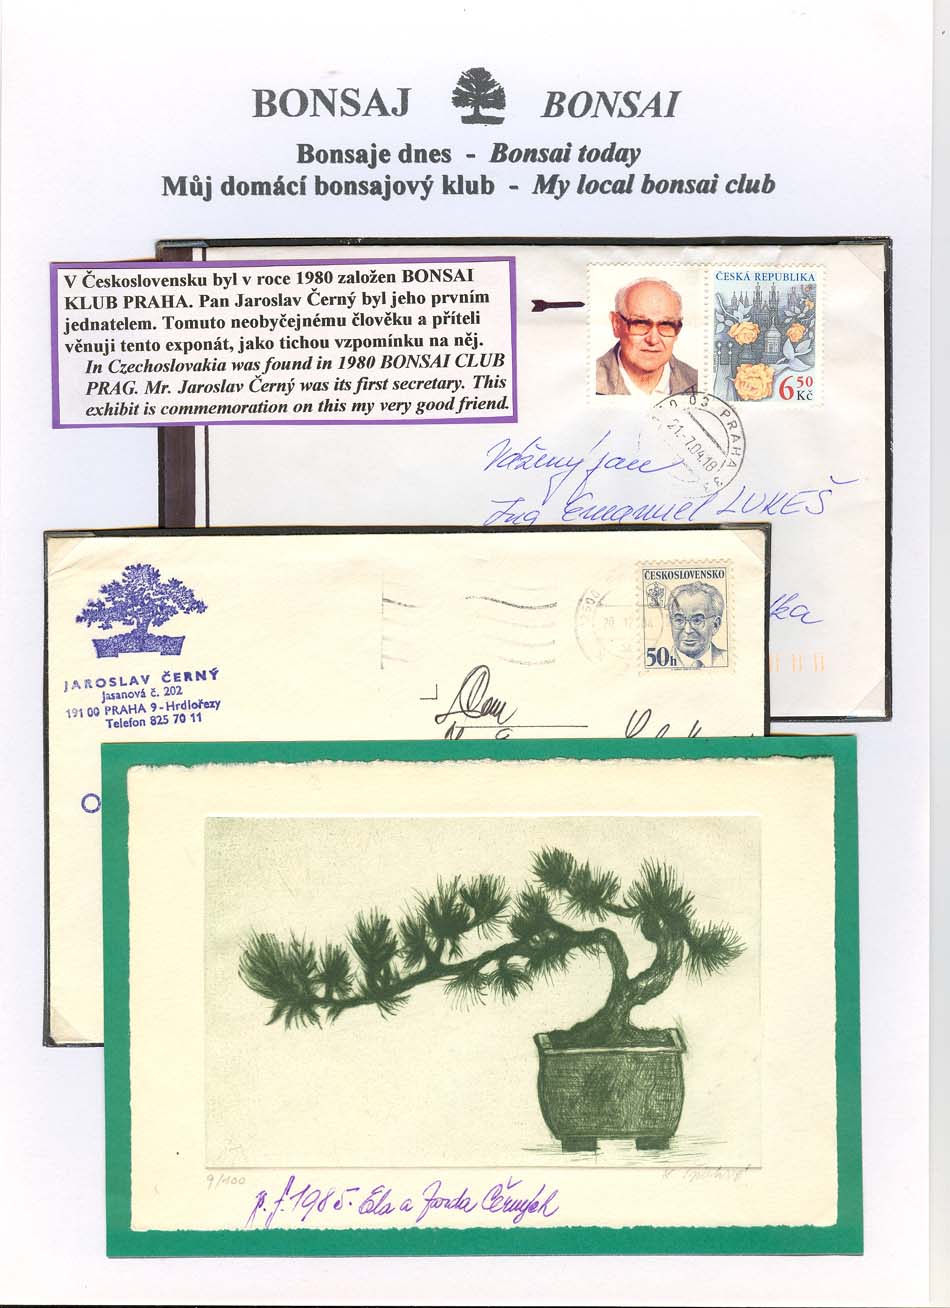 BONSAJ BONSAI
Bonsaje dnes - Bonsai today
Můj domácí bonsajový klub - My local bonsai club
V Československu byl v roce 1980 založen BONSAI
KLUB PRAHA. Pan Jaroslav Černý byl jeho prvním
jednatelem. Tomuto neobyčejnému člověku a příteli
věnuji tento exponát, jako tichou vzpomínku na něj.
In Czechoslovakia was found in 1980 BONSAI CLUB
PRAG. Mr. Jaroslav Černý was its first secretary. This
exhibit is commemoration on this my very good friend.
ČESKÁ REPUBLIKA
6 50
Kč
PRAHA
21.-7.04.18
Vážený pan
Ing Emanuel LUKEŠ
ČESKOSLOVENSKO
50h
JAROSLAV ČERNÝ
Jasanová č. 202
191 00 PRAHA 9 - Hrdlořezy
Telefon 825 70 11
9/100
p. f. 1985. Ela a Jarda Černých